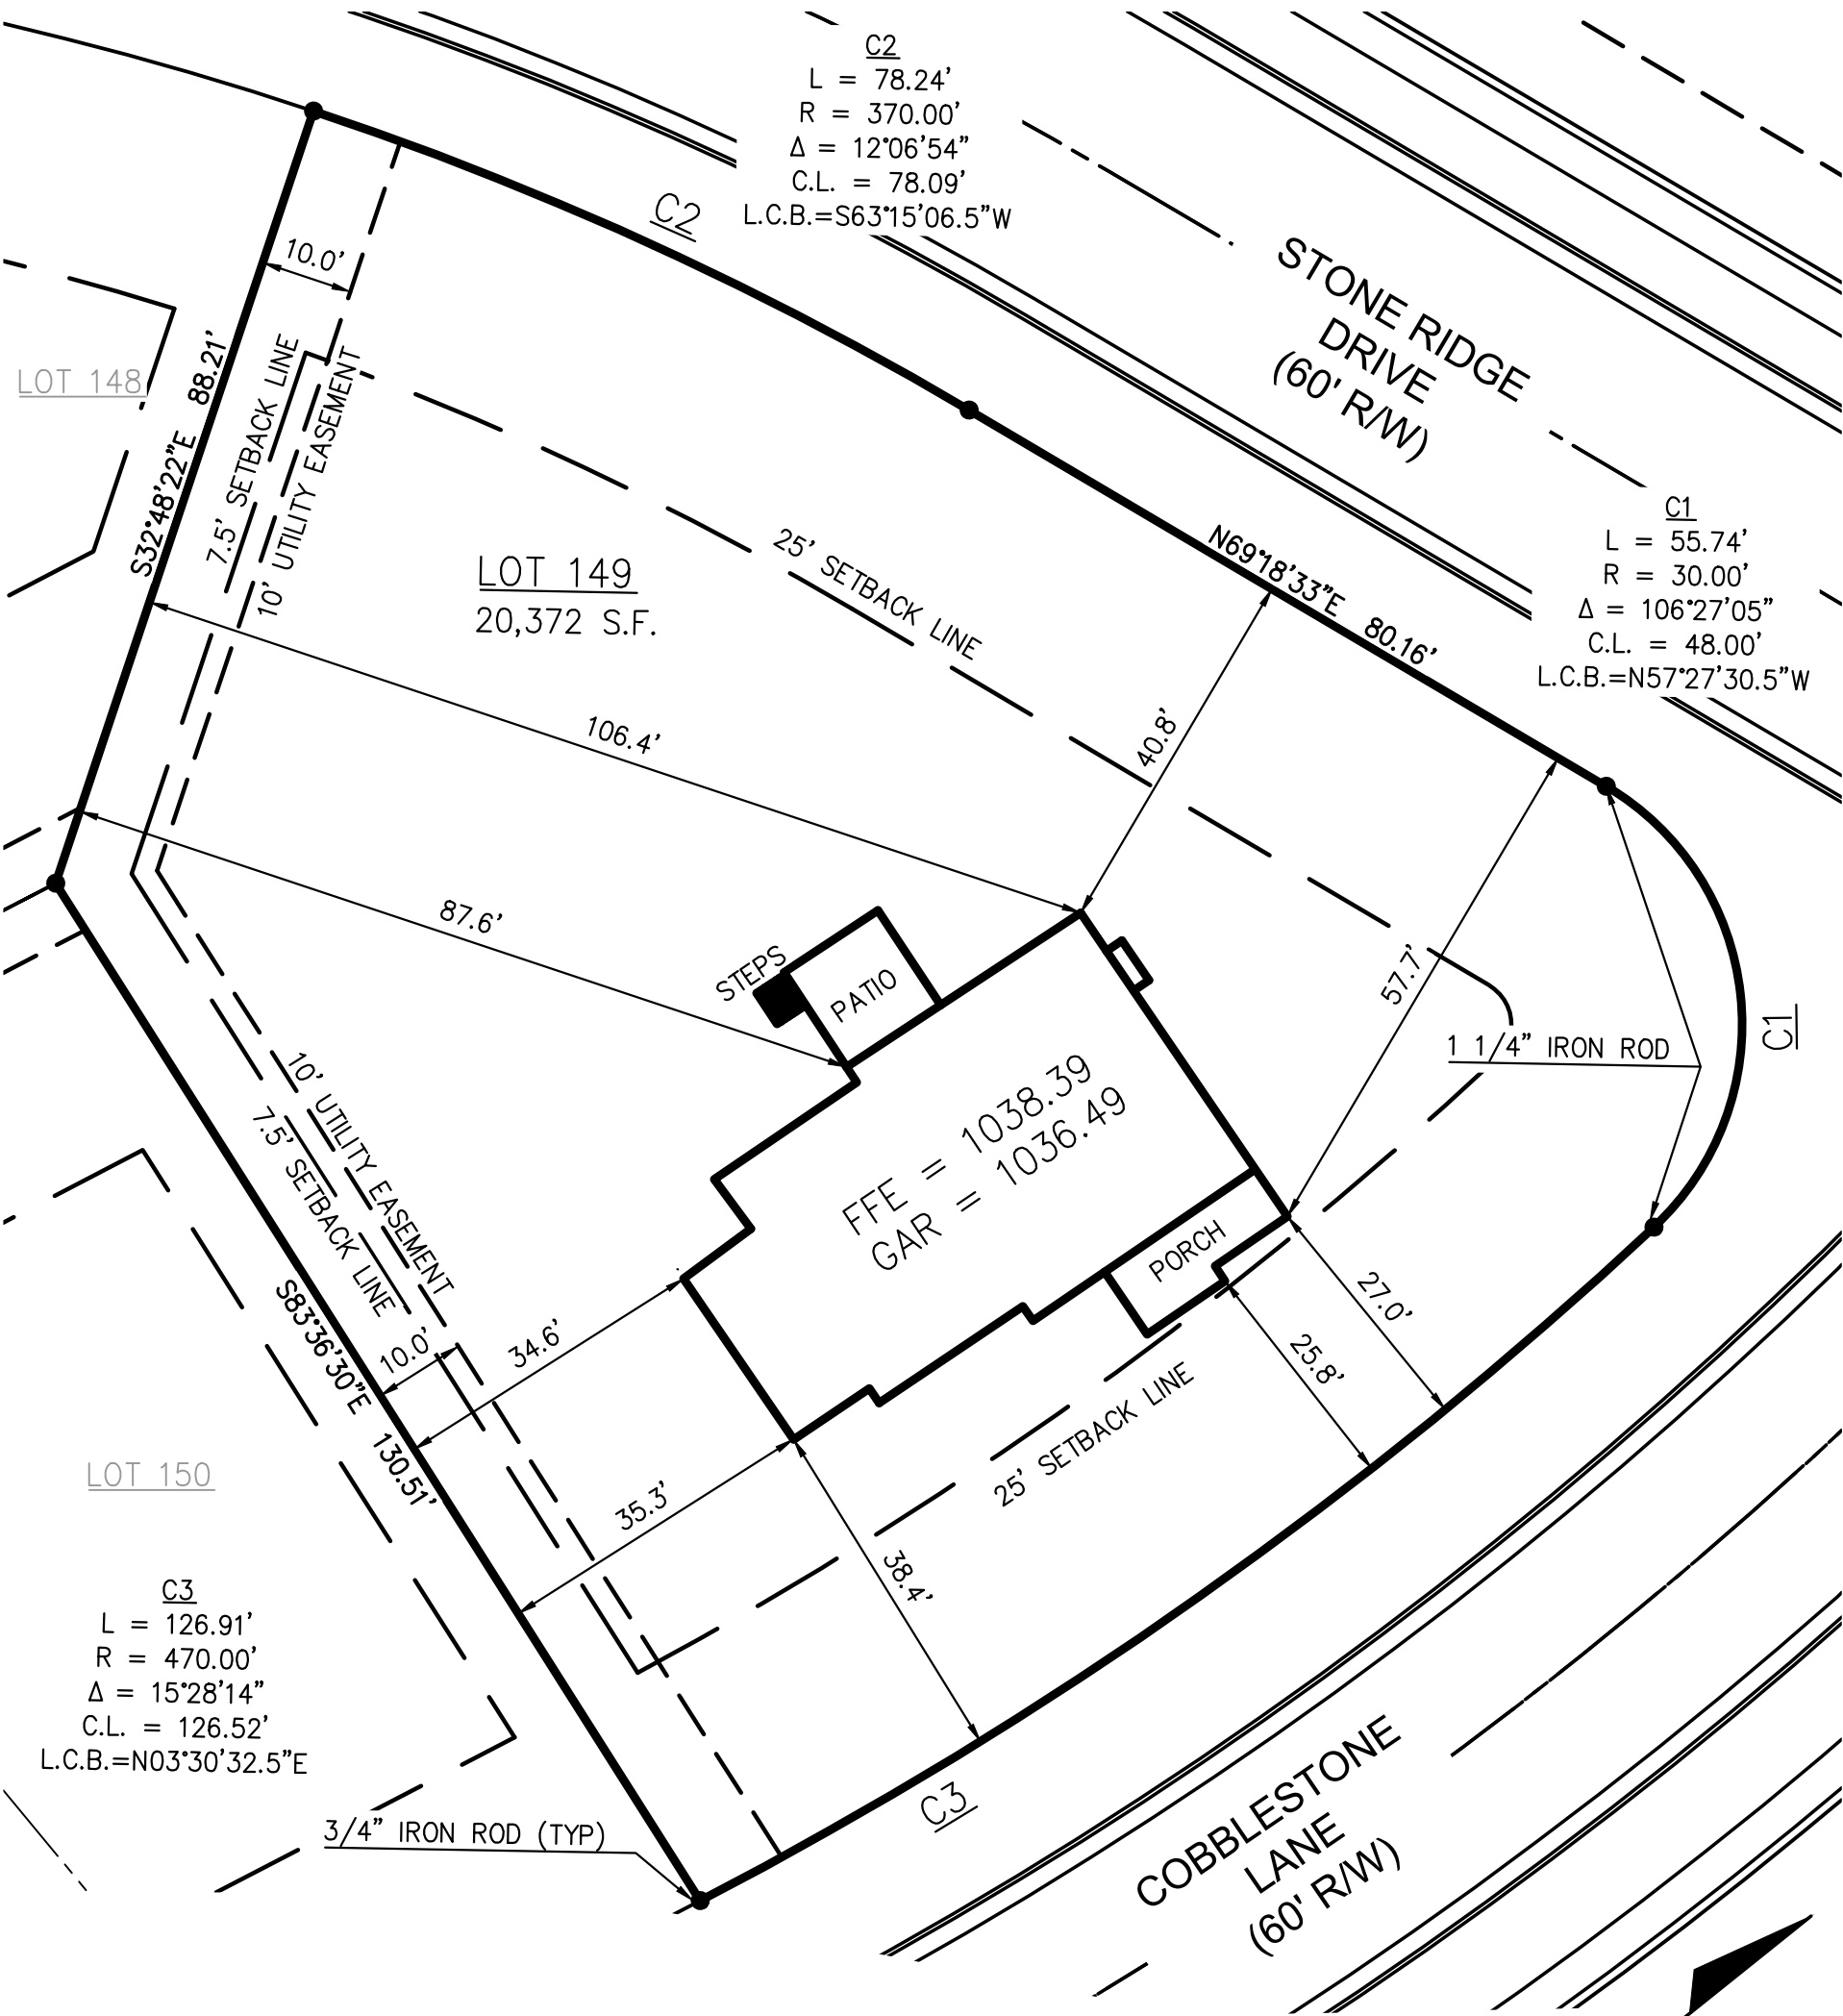 C2
L = 78.24'
R = 370.00'
Δ = 12°06'54"
C.L. = 78.09'
L.C.B.=S63°15'06.5"W
C2
10.0'
STONE RIDGE
DRIVE
(60' R/W)
LOT 148
S32°48'22"E 88.21'
7.5' SETBACK LINE
10' UTILITY EASEMENT
LOT 149
20,372 S.F.
25' SETBACK LINE
N69°18'33"E 80.16'
C1
L = 55.74'
R = 30.00'
Δ = 106°27'05"
C.L. = 48.00'
L.C.B.=N57°27'30.5"W
106.4'
40.8'
87.6'
STEPS
PATIO
57.7'
1 1/4" IRON ROD
C1
FFE = 1038.39
GAR = 1036.49
10' UTILITY EASEMENT
7.5' SETBACK LINE
PORCH
S83°36'30"E 130.51'
10.0'
34.6'
27.0'
25.8'
25' SETBACK LINE
LOT 150
35.3'
38.4'
C3
L = 126.91'
R = 470.00'
Δ = 15°28'14"
C.L. = 126.52'
L.C.B.=N03°30'32.5"E
3/4" IRON ROD (TYP)
C3
COBBLESTONE
LANE
(60' R/W)